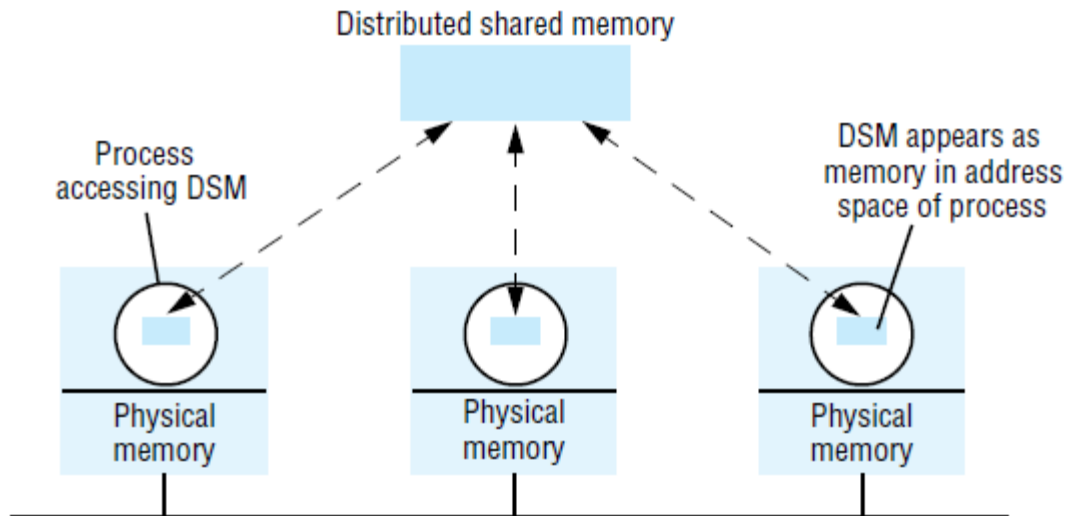 Distributed shared memory
Process
accessing DSM
DSM appears as
memory in address
space of process
Physical
memory
Physical
memory
Physical
memory